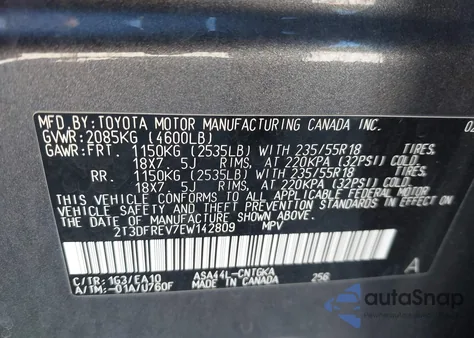 MFD. BY: TOYOTA MOTOR MANUFACTURING CANADA INC. 0
GVWR: 2085KG (4600LB)
GAWR: FRT. 1150KG (2535LB) WITH 235/55R18 TIRES.
18X7.5J RIMS, AT 220KPA (32PSI) COLD.
RR. 1150KG (2535LB) WITH 235/55R18 TIRES.
18X7.5J RIMS, AT 220KPA (32PSI) COLD.
THIS VEHICLE CONFORMS TO ALL APPLICABLE FEDERAL MOTOR
VEHICLE SAFETY AND STANDARDS IN EFFECT ON THE
DATE OF MANUFACTURE SHOWN ABOVE.
2T3DFREV7EW142809 MPV
C/TR: 1G3/EA10 ASA44L-CNTGKA A
A/TM: -01A/U760F MADE IN CANADA 256
autoSnap